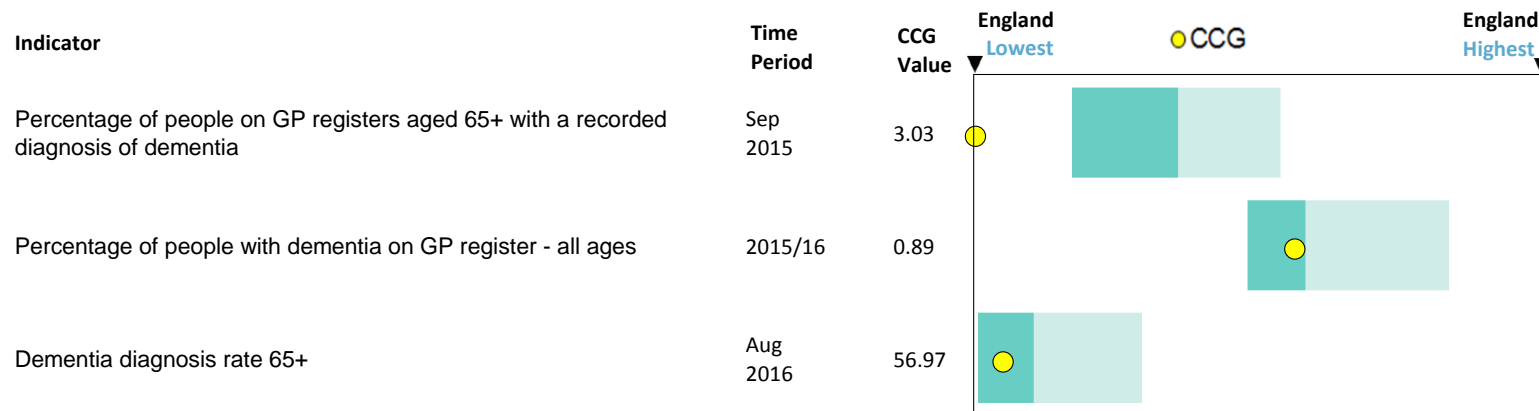 Indicator
Time
Period
CCG
Value
England
Lowest
CCG
England
Highest
Percentage of people on GP registers aged 65+ with a recorded
diagnosis of dementia
Sep
2015
3.03
Percentage of people with dementia on GP register - all ages
2015/16
0.89
Dementia diagnosis rate 65+
Aug
2016
56.97